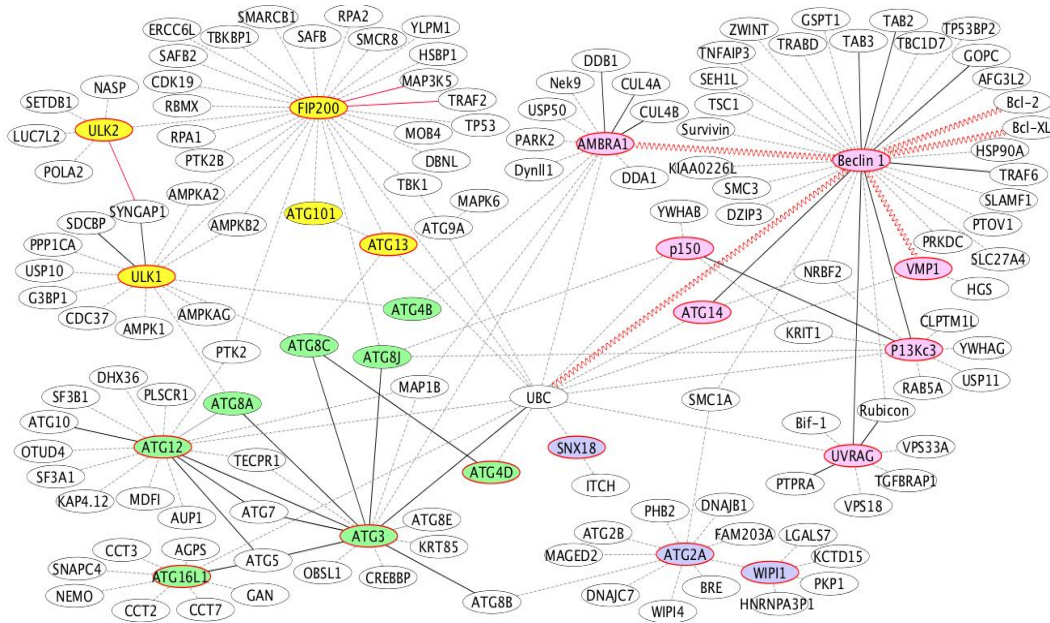 SMARCB1 RPA2
ERCC6L TBKBP1 SAFB SMCR8 YLPM1
SAFB2 HSBP1
CDK19 MAP3K5
NASP RBMX FIP200 TRAF2
SETDB1 ULK2 TP53
LUC7L2 RPA1 MOB4
POLA2 PTK2B DBNL
TBK1
AMPKA2 MAPK6
SDCBP SYNGAP1 ATG101 AMPKB2 ATG9A
PPP1CA ATG13
USP10 ULK1
G3BP1 AMPKAG ATG4B
CDC37 AMPK1
PTK2 ATG8C ATG8J
DDB1
Nek9 CUL4A
USP50 CUL4B
PARK2 AMBRA1
Dynll1 DDA1
ZWINT GSPT1 TAB2
TNFAIP3 TRABD TAB3 TBC1D7 TP53BP2
GOPC
SEH1L AFG3L2
TSC1 Bcl-2
Survivin Bcl-XL
KIAA0226L Beclin 1 HSP90A
SMC3 TRAF6
DZIP3 SLAMF1
YWHAB PTOV1
p150 PRKDC SLC27A4
NRBF2 VMP1
HGS
ATG14 CLPTM1L
KRIT1 P13Kc3 YWHAG
RAB5A USP11
DHX36
SF3B1 PLSCR1 ATG8A MAP1B UBC SMC1A
ATG10 Bif-1 Rubicon
OTUD4 ATG12 SNX18 UVRAG VPS33A
SF3A1 TECPR1 ATG4D TGFBRAP1
KAP4.12 MDFI ITCH PTPRA VPS18
AUP1 ATG7
ATG3 ATG8E
KRT85
CCT3 AGPS ATG5 OBSL1 CREBBP
SNAPC4 ATG16L1
NEMO GAN
CCT2 CCT7 ATG8B
PHB2 DNAJB1
ATG2B FAM203A LGALS7
MAGED2 ATG2A KCTD15
WIPI1 PKP1
DNAJC7 BRE
WIPI4 HNRNPA3P1